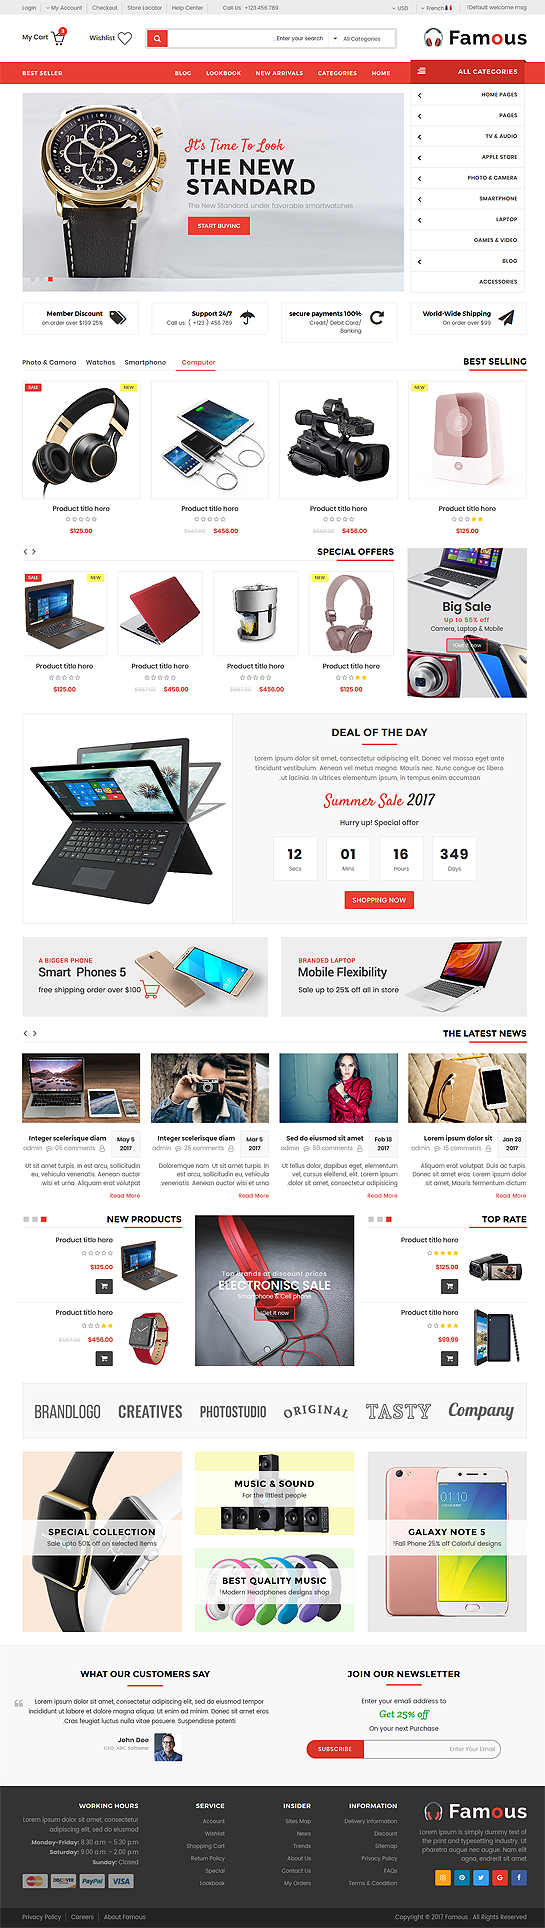 Login
My Account
Checkout
Store Locator
Help Center
Call Us: +123.456.789
USD
French
!Default welcome msg
My Cart
3
Wishlist
Enter your search...
All Categories
Famous
BEST SELLER
BLOG
LOOKBOOK
NEW ARRIVALS
CATEGORIES
HOME
ALL CATEGORIES
HOME PAGES
PAGES
TV & AUDIO
APPLE STORE
PHOTO & CAMERA
SMARTPHONE
LAPTOP
GAMES & VIDEO
BLOG
ACCESSORIES
It's Time To Look
THE NEW
STANDARD
The New Standard. under favorable smartwatches
START BUYING
Member Discount
on order over $199 25%
Support 24/7
Call us: ( +123 ) 456 789
secure payments 100%
Credit/ Debit Card/
Banking
World-Wide Shipping
On order over $99
Photo & Camera
Watches
Smartphone
Computer
BEST SELLING
SALE
NEW
NEW
Product title here
Product title here
Product title here
Product title here
$125.00
$567.00 $456.00
$567.00 $456.00
$125.00
SPECIAL OFFERS
SALE
NEW
NEW
Product title here
Product title here
Product title here
Product title here
$125.00
$567.00 $456.00
$567.00 $456.00
$125.00
Big Sale
Up to 55% off
Camera, Laptop & Mobile
!Get it now
DEAL OF THE DAY
Lorem ipsum dolor sit amet, consectetur adipiscing elit. Donec vel massa eget ante
tincidunt vestibulum. Aenean vel metus magna. Mauris nec. Nunc congue ac libero
.ut lacinia. In ultrices elementum ipsum, in tempus enim accumsan
Summer Sale 2017
Hurry up! Special offer
12
01
16
349
Secs
Mins
Hours
Days
SHOPPING NOW
A BIGGER PHONE
Smart Phones 5
free shipping order over $100
BRANDED LAPTOP
Mobile Flexibility
Sale up to 25% off all in store
THE LATEST NEWS
Integer scelerisque diam
admin
05 comments
May 5
2017
Ut sit amet turpis. In est arcu, sollicitudin
eu, vehicula venenatis. Aenean auctor
.wisi et urna. Aliquam erat volutpat
Read More
Integer scelerisque diam
admin
25 comments
Mar 5
2017
Doloremque nam. Ut sit amet turpis. In
est arcu sollicitudin eu, vehicula
.venenatis. Aenean auctor wisi et urna
Read More
Sed do eiusmod sit amet
admin
50 comments
Feb 18
2017
Ut tellus dolor, dapibus eget, elementum
vel, cursus eleifend, elit. Lorem ipsum
.dolor sit amet, consectetur adipisicing
Read More
Lorem ipsum dolor sit
admin
15 comments
Jan 28
2017
Aliquam erat volutpat. Duis ac turpis.
Donec sit amet eros. Lorem ipsum dolor
.sit amet, Mauris fermentum dictum
Read More
NEW PRODUCTS
Product title here
$125.00
Product title here
$567.00 $456.00
Top Brands at discount prices
ELECTRONISC SALE
Smartphone & Cell phone
!Get it now
TOP RATE
Product title here
$125.00
Product title here
$99.99
BRANDLOGO
CREATIVES
PHOTOSTUDIO
ORIGINAL
TASTY
Company
SPECIAL COLLECTION
Sale upto 50% off on selected items
MUSIC & SOUND
For the littlest people
BEST QUALITY MUSIC
!Modern Headphones designs shop
GALAXY NOTE 5
!Fall Phone 25% off Colorful designs
WHAT OUR CUSTOMERS SAY
Lorem ipsum dolor sit amet, consectetur adipiscing elit, sed do eiusmod tempor
incididunt ut labore et dolore magna aliqua. Ut enim ad minim. Donec sit amet eros.
.Cras feugiat luctus nulla vitae posuere. Suspendisse potenti
John Doe
CEO, ABC Softwear
JOIN OUR NEWSLETTER
Enter your emali address to
Get 25% off
On your next Purchase
SUBSCRIBE
Enter Your Email
WORKING HOURS
Lorem ipsum dolor sit amet, consectetur
adipiscing elit, sed do eiusmod
Monday-Friday: 8.30 a.m. - 5.30 p.m
Saturday: 9.00 a.m. - 2.00 p.m
Sunday: Closed
DISCOVER
PayPal
VISA
SERVICE
Account
Wishlist
Shopping Cart
Return Policy
Special
Lookbook
INSIDER
Sites Map
News
Trends
About Us
Contact Us
My Orders
INFORMATION
Delivery Information
Discount
Sitemap
Privacy Policy
FAQs
Terms & Condition
Famous
Lorem ipsum is simply dummy text of
the print and typesetting industry. Ut
pharetra augue nec augue. Nam elit
.agna, endrerit sit amet
Privacy Policy
Careers
About Famous
Copyright © 2017 Famous . All Rights Reserved